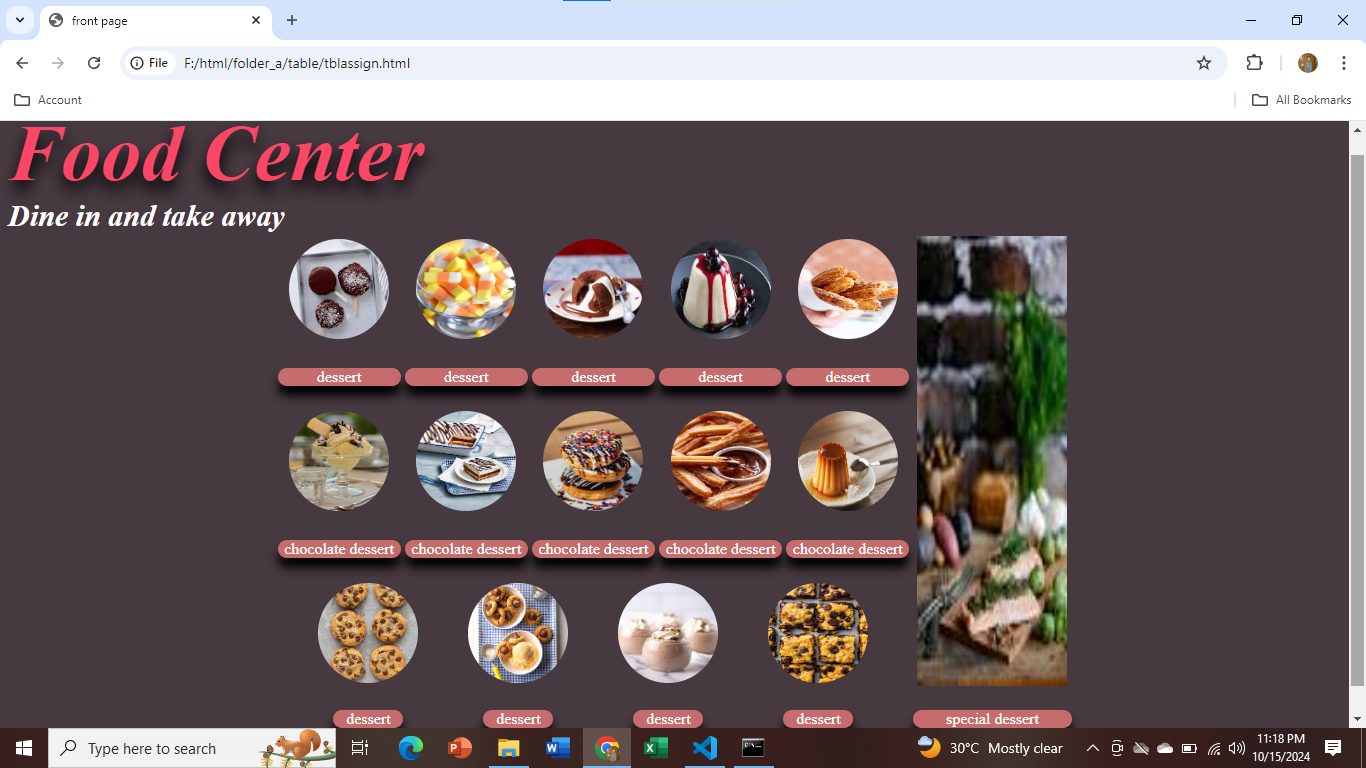 front page
File
F:/html/folder_a/table/tblassign.html
Account
All Bookmarks
Food Center
Dine in and take away
dessert dessert dessert dessert dessert
chocolate dessert chocolate dessert chocolate dessert chocolate dessert chocolate dessert
dessert dessert dessert dessert special dessert
Type here to search
30°C Mostly clear
11:18 PM
10/15/2024